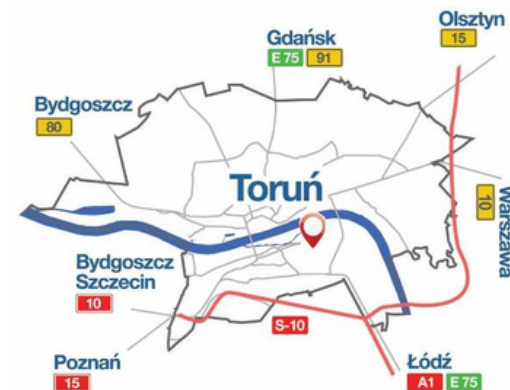 Olsztyn
15
Gdańsk
E 75 91
Bydgoszcz
80
Toruń
10
Warszawa
Bydgoszcz
Szczecin
10
S-10
Poznań
15
Łódź
A1 E 75